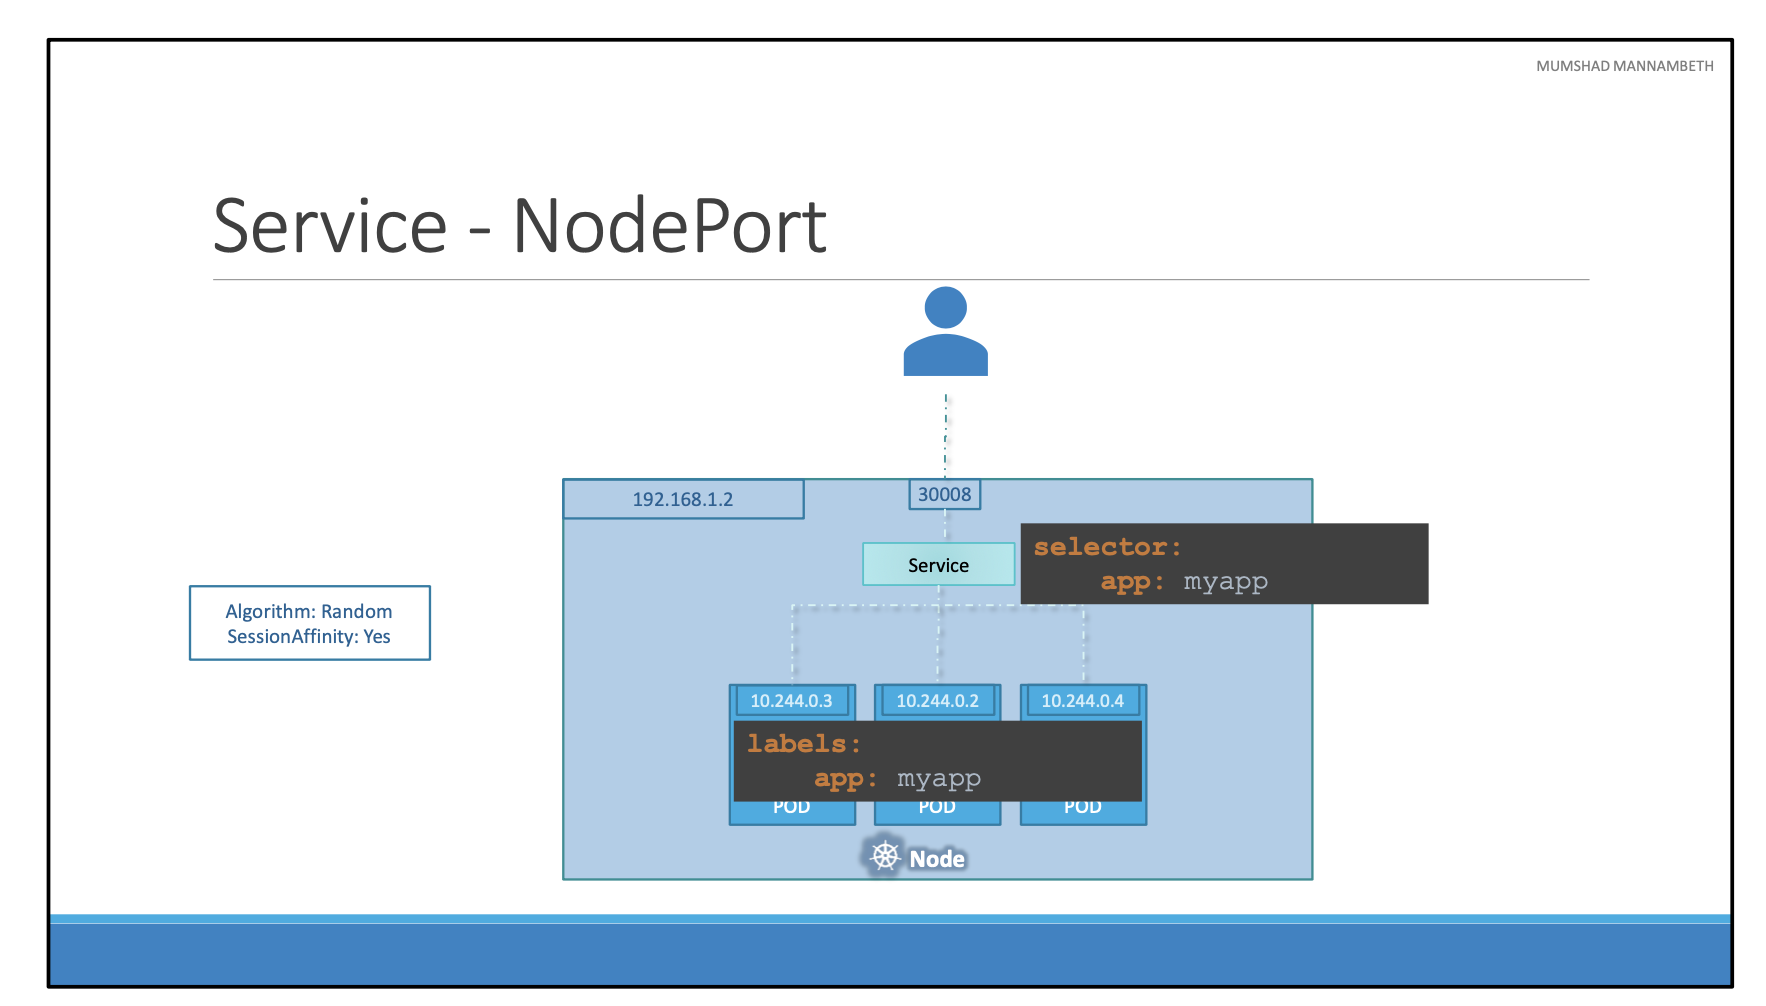 MUMSHAD MANNAMBETH
Service - NodePort
192.168.1.2
30008
Service
selector:
app: myapp
Algorithm: Random
SessionAffinity: Yes
10.244.0.3
10.244.0.2
10.244.0.4
labels:
app: myapp
POD
POD
POD
Node